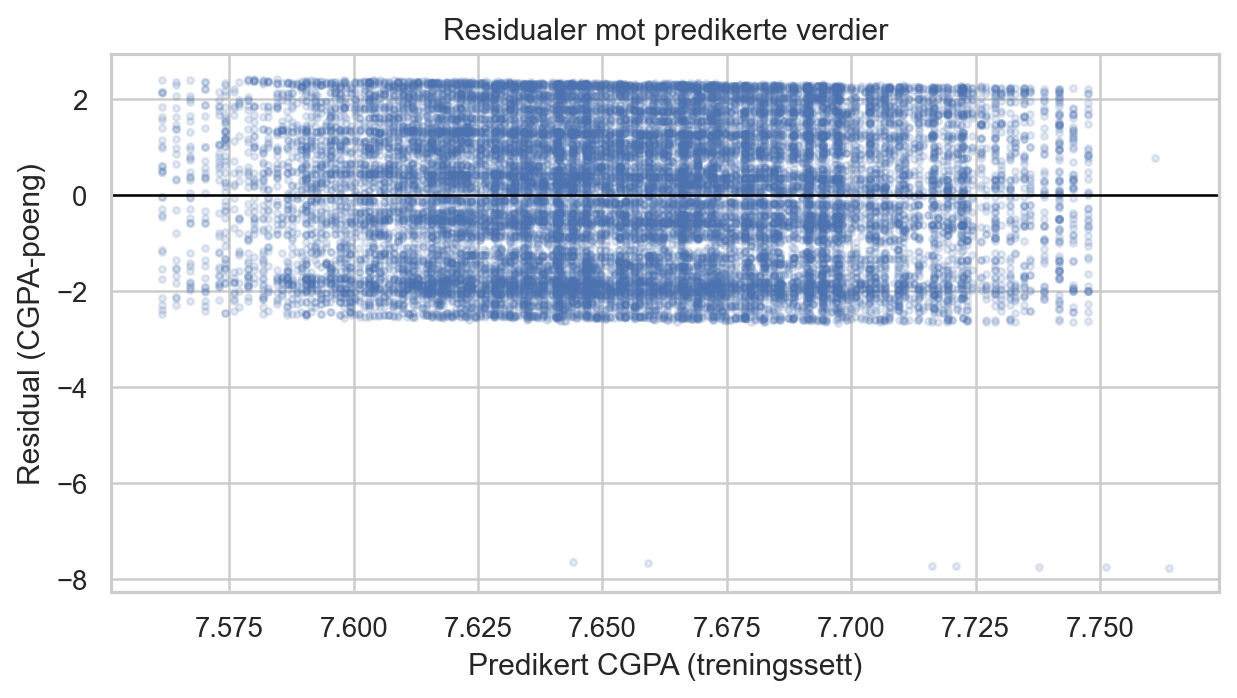 Residualer mot predikerte verdier
Residual (CGPA-poeng)
2
0
−2
−4
−6
−8
7.575 7.600 7.625 7.650 7.675 7.700 7.725 7.750
Predikert CGPA (treningssett)